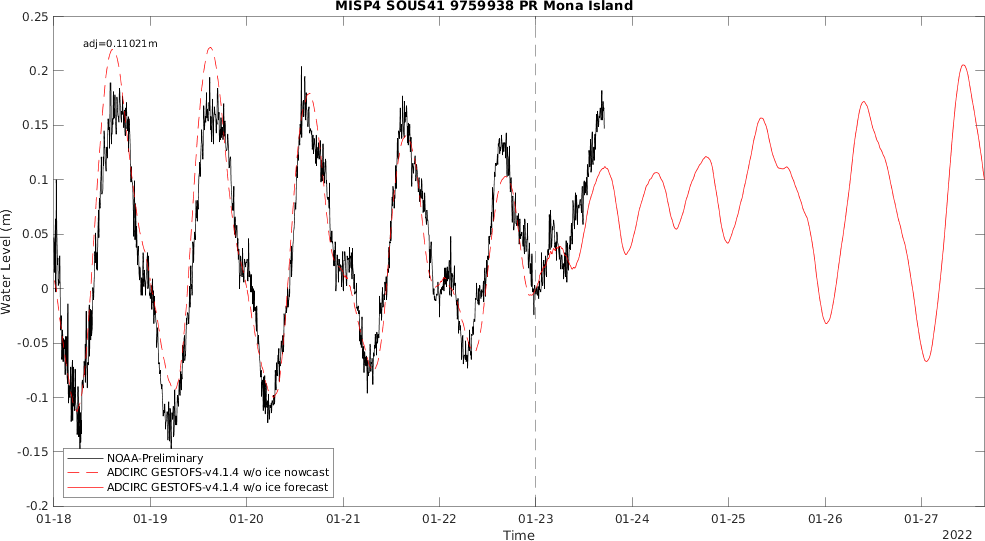 MISP4 SOUS41 9759938 PR Mona Island
adj=0.11021m
0.25
0.2
0.15
0.1
0.05
0
-0.05
-0.1
-0.15
-0.2
Water Level (m)
NOAA-Preliminary
ADCIRC GESTOFS-v4.1.4 w/o ice nowcast
ADCIRC GESTOFS-v4.1.4 w/o ice forecast
01-18 01-19 01-20 01-21 01-22 01-23 01-24 01-25 01-26 01-27
Time
2022